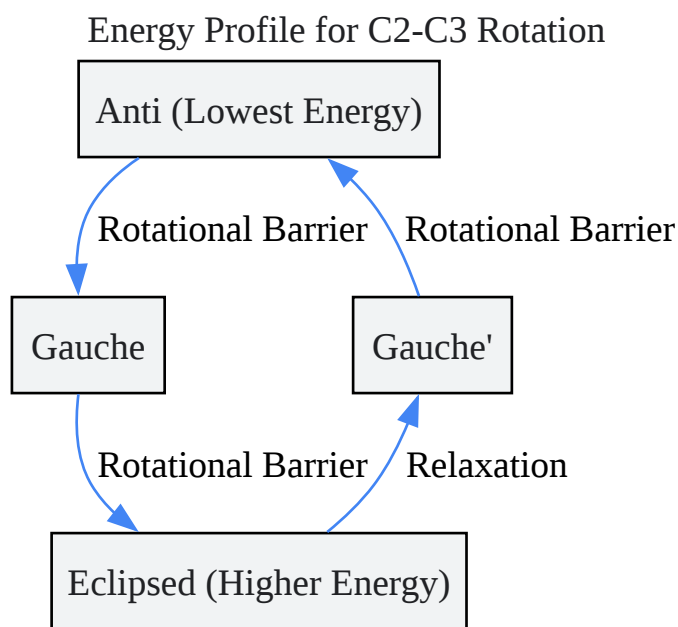 Energy Profile for C2-C3 Rotation
Anti (Lowest Energy)
Rotational Barrier
Rotational Barrier
Gauche
Gauche'
Rotational Barrier
Relaxation
Eclipsed (Higher Energy)